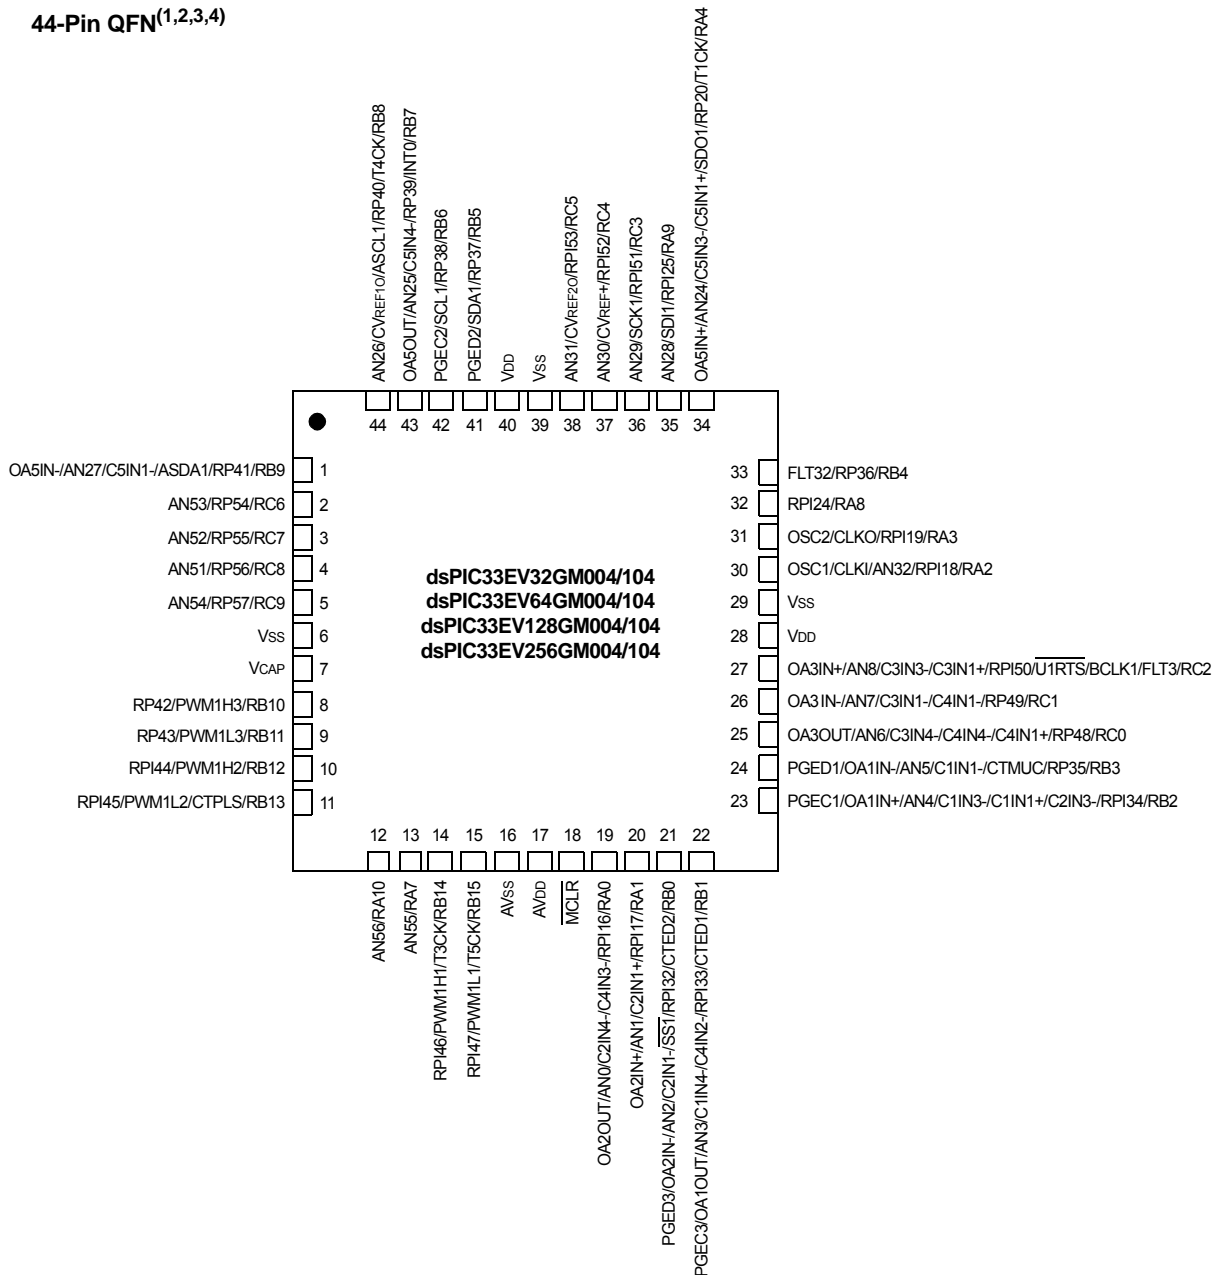 44-Pin QFN(1,2,3,4)
AN26/CVREF1O/ASCL1/RP40/T4CK/RB8
OA5OUT/AN25/C5IN4-/RP39/INT0/RB7
PGEC2/SCL1/RP38/RB6
PGED2/SDA1/RP37/RB5
VDD
VSS
AN31/CVREF2O/RPI53/RC5
AN30/CVREF+/RPI52/RC4
AN29/SCK1/RPI51/RC3
AN28/SDI1/RPI25/RA9
OA5IN+/AN24/C5IN3-/C5IN1+/SDO1/RP20/T1CK/RA4
44 43 42 41 40 39 38 37 36 35 34
OA5IN-/AN27/C5IN1-/ASDA1/RP41/RB9 1
AN53/RP54/RC6 2
AN52/RP55/RC7 3
AN51/RP56/RC8 4
AN54/RP57/RC9 5
VSS 6
VCAP 7
RP42/PWM1H3/RB10 8
RP43/PWM1L3/RB11 9
RPI44/PWM1H2/RB12 10
RPI45/PWM1L2/CTPLS/RB13 11
dsPIC33EV32GM004/104
dsPIC33EV64GM004/104
dsPIC33EV128GM004/104
dsPIC33EV256GM004/104
33 FLT32/RP36/RB4
32 RPI24/RA8
31 OSC2/CLKO/RPI19/RA3
30 OSC1/CLKI/AN32/RPI18/RA2
29 VSS
28 VDD
27 OA3IN+/AN8/C3IN3-/C3IN1+/RPI50/U1RTS/BCLK1/FLT3/RC2
26 OA3IN-/AN7/C3IN1-/C4IN1-/RP49/RC1
25 OA3OUT/AN6/C3IN4-/C4IN4-/C4IN1+/RP48/RC0
24 PGED1/OA1IN-/AN5/C1IN1-/CTMUC/RP35/RB3
23 PGEC1/OA1IN+/AN4/C1IN3-/C1IN1+/C2IN3-/RPI34/RB2
12 13 14 15 16 17 18 19 20 21 22
AN56/RA10
AN55/RA7
RPI46/PWM1H1/T3CK/RB14
RPI47/PWM1L1/T5CK/RB15
AVSS
AVDD
MCLR
OA2OUT/AN0/C2IN4-/C4IN3-/RPI16/RA0
OA2IN+/AN1/C2IN1+/RPI17/RA1
PGED3/OA2IN-/AN2/C2IN1-/SS1/RPI32/CTED2/RB0
PGEC3/OA1OUT/AN3/C1IN4-/C4IN2-/RPI33/CTED1/RB1